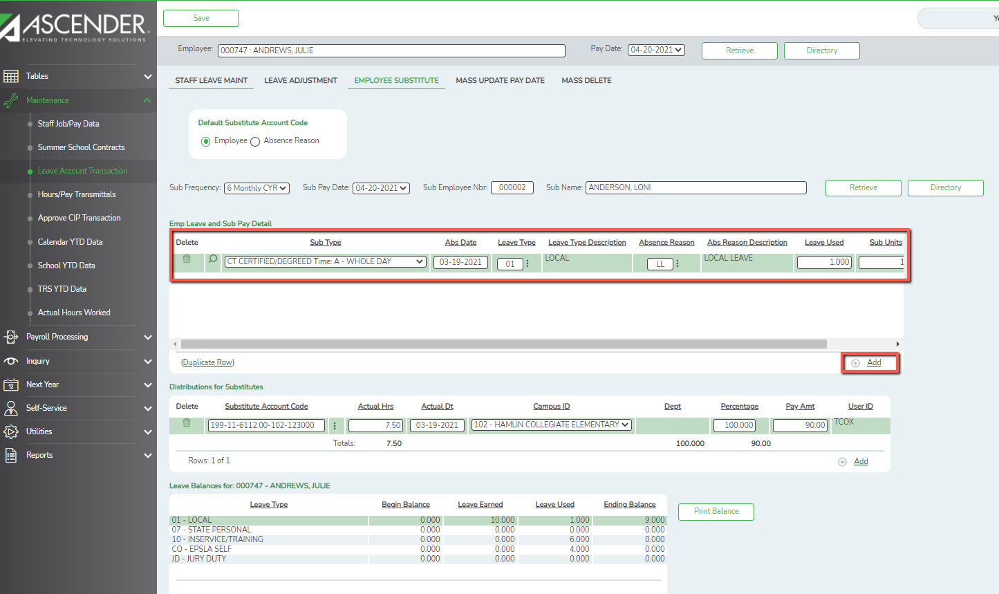 ASCENDER
ELEVATING TECHNOLOGY SOLUTIONS
Save
Employee: 000747 : ANDREWS, JULIE
Pay Date: 04-20-2021
Retrieve
Directory
Tables
Maintenance
Staff Job/Pay Data
Summer School Contracts
Leave Account Transaction
Hours/Pay Transmittals
Approve CIP Transaction
Calendar YTD Data
School YTD Data
TRS YTD Data
Actual Hours Worked
Payroll Processing
Inquiry
12
Next Year
Self-Service
Utilities
Reports
STAFF LEAVE MAINT LEAVE ADJUSTMENT EMPLOYEE SUBSTITUTE MASS UPDATE PAY DATE MASS DELETE
Default Substitute Account Code
Employee Absence Reason
Sub Frequency: 6 Monthly CYR Sub Pay Date: 04-20-2021 Sub Employee Nbr: 000002 Sub Name: ANDERSON, LONI Retrieve Directory
Emp Leave and Sub Pay Detail
Delete Sub Type Abs Date Leave Type Leave Type Description Absence Reason Abs Reason Description Leave Used Sub Units
CT CERTIFIED/DEGREED Time: A - WHOLE DAY 03-19-2021 01 LOCAL LL LOCAL LEAVE 1.000 1
(Duplicate Row) Add
Distributions for Substitutes
Delete Substitute Account Code Actual Hrs Actual Dt Campus ID Dept Percentage Pay Amt User ID
199-11-6112.00-102-123000 7.50 03-19-2021 102 - HAMLIN COLLEGIATE ELEMENTARY 100.000 90.00 TCOX
Totals: 7.50 100.000 90.00
Rows: 1 of 1 Add
Leave Balances for: 000747 - ANDREWS, JULIE
Leave Type Begin Balance Leave Earned Leave Used Ending Balance
01 - LOCAL 0.000 10.000 1.000 9.000
07 - STATE PERSONAL 0.000 0.000 0.000 0.000
10 - INSERVICE/TRAINING 0.000 0.000 6.000 0.000
CO - EPSLA SELF 0.000 0.000 4.000 0.000
JD - JURY DUTY 0.000 0.000 0.000 0.000
Print Balance